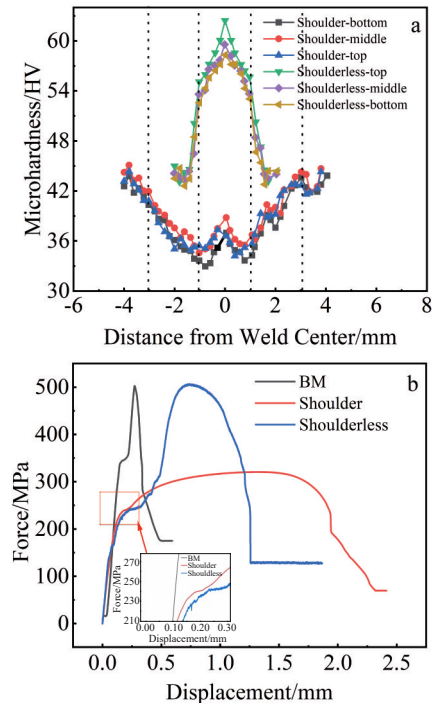 a
Shoulder-bottom
Shoulder-middle
Shoulder-top
Shoulderless-top
Shoulderless-middle
Shoulderless-bottom
Microhardness/HV
60
54
48
42
36
30
-4 -2 0 2 4 6 8
Distance from Weld Center/mm
b
BM
Shoulder
Shoulderless
Force/MPa
500
400
300
200
100
0
BM
Shoulder
Shouldless
Force/MPa
270
250
230
210
0.10 0.20 0.30
Displacement/mm
0.0 0.5 1.0 1.5 2.0 2.5
Displacement/mm